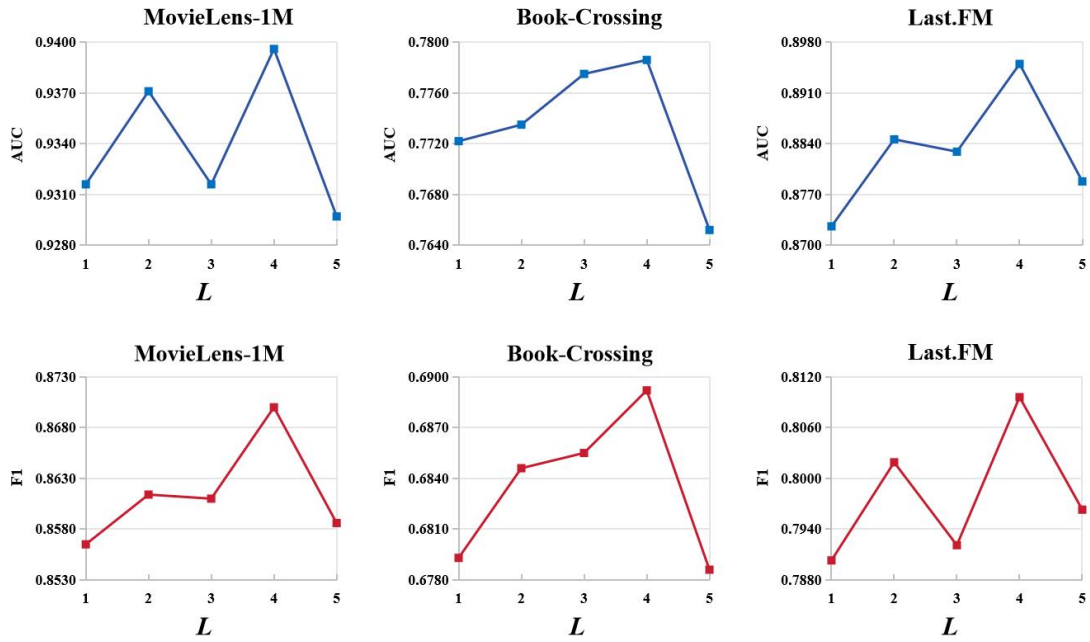 MovieLens-1M
0.9400
0.9370
0.9340
0.9310
0.9280
AUC
1 2 3 4 5
L
Book-Crossing
0.7800
0.7760
0.7720
0.7680
0.7640
AUC
1 2 3 4 5
L
Last.FM
0.8980
0.8910
0.8840
0.8770
0.8700
AUC
1 2 3 4 5
L
MovieLens-1M
0.8730
0.8680
0.8630
0.8580
0.8530
F1
1 2 3 4 5
L
Book-Crossing
0.6900
0.6870
0.6840
0.6810
0.6780
F1
1 2 3 4 5
L
Last.FM
0.8120
0.8060
0.8000
0.7940
0.7880
F1
1 2 3 4 5
L